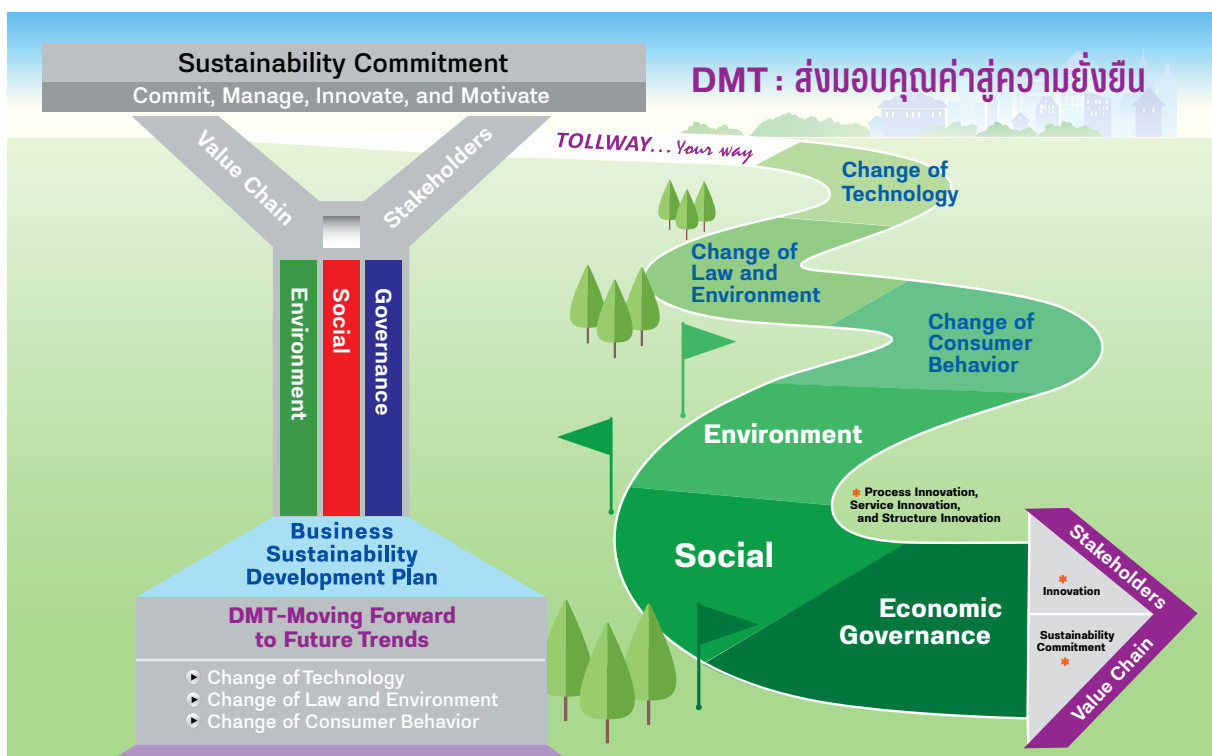 Sustainability Commitment
Commit, Manage, Innovate, and Motivate
Value Chain
Stakeholders
Environment
Social
Governance
Business
Sustainability
Development Plan
DMT-Moving Forward
to Future Trends
Change of Technology
Change of Law and Environment
Change of Consumer Behavior
DMT : ส่งมอบคุณค่าสู่ความยั่งยืน
TOLLWAY... Your way
Change of
Technology
Change of
Law and
Environment
Change of
Consumer
Behavior
Environment
* Process Innovation,
Service Innovation,
and Structure Innovation
Social
Economic
Governance
*
Innovation
Sustainability
Commitment
*
Stakeholders
Value Chain